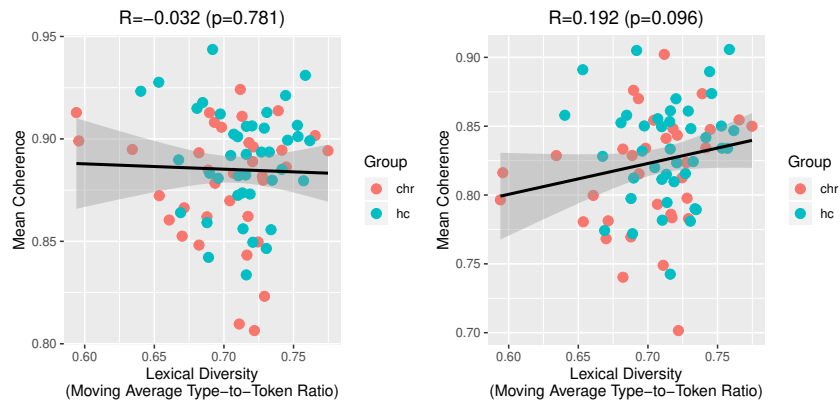 R=−0.032 (p=0.781)
0.95
0.90
0.85
0.80
Mean Coherence
0.60 0.65 0.70 0.75
Lexical Diversity
(Moving Average Type−to−Token Ratio)
Group
chr
hc
R=0.192 (p=0.096)
0.90
0.85
0.80
0.75
0.70
Mean Coherence
0.60 0.65 0.70 0.75
Lexical Diversity
(Moving Average Type−to−Token Ratio)
Group
chr
hc